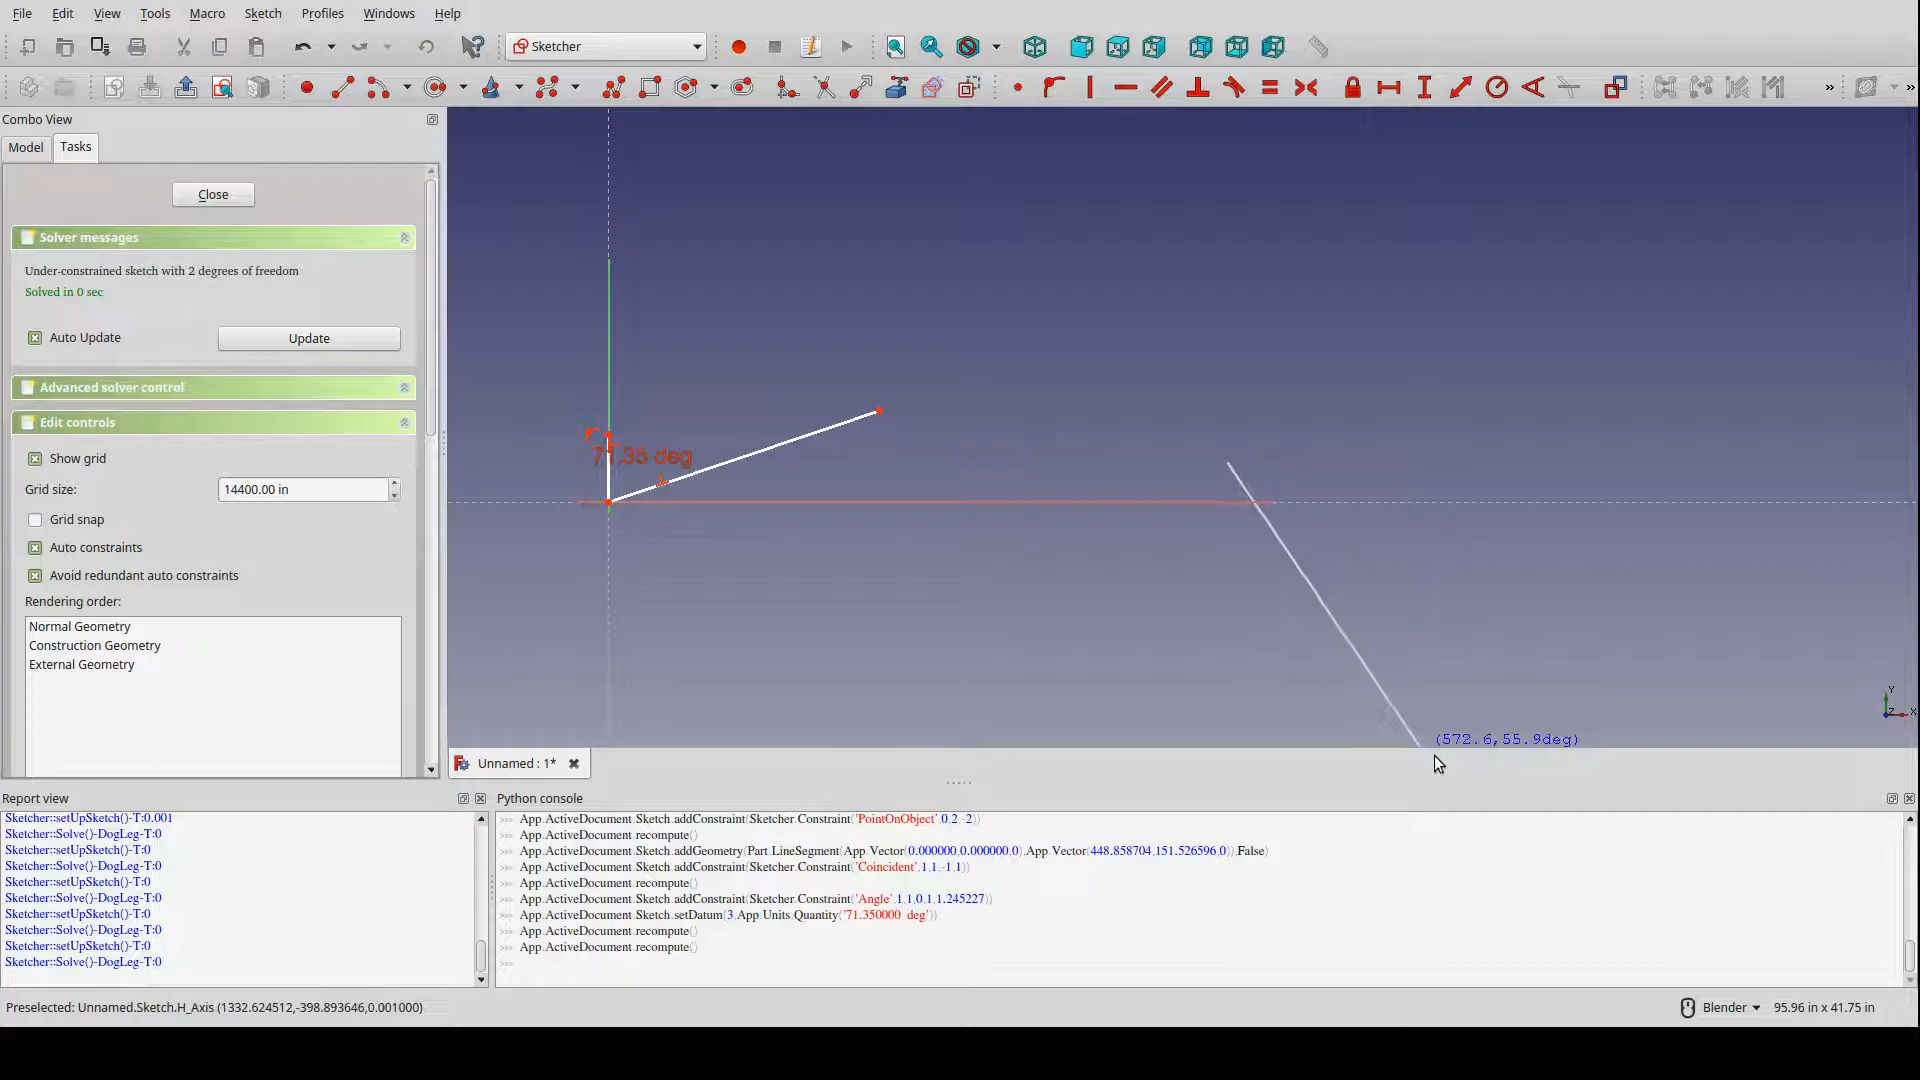 File Edit View Tools Macro Sketch Profiles Windows Help
Sketcher
Combo View
Model Tasks
Close
Solver messages
Under-constrained sketch with 2 degrees of freedom
Solved in 0 sec
Auto Update Update
Advanced solver control
Edit controls
Show grid
Grid size: 14400.00 in
Grid snap
Auto constraints
Avoid redundant auto constraints
Rendering order:
Normal Geometry
Construction Geometry
External Geometry
71.35 deg
(572.6,55.9deg)
Y
Z X
Unnamed : 1*
Report view
Sketcher::setUpSketch()-T:0.001
Sketcher::Solve()-DogLeg-T:0
Sketcher::setUpSketch()-T:0
Sketcher::Solve()-DogLeg-T:0
Sketcher::setUpSketch()-T:0
Sketcher::Solve()-DogLeg-T:0
Sketcher::setUpSketch()-T:0
Sketcher::Solve()-DogLeg-T:0
Sketcher::setUpSketch()-T:0
Sketcher::Solve()-DogLeg-T:0
Python console
>>> App.ActiveDocument.Sketch.addConstraint(Sketcher.Constraint('PointOnObject',0,2,-2))
>>> App.ActiveDocument.recompute()
>>> App.ActiveDocument.Sketch.addGeometry(Part.LineSegment(App.Vector(0.000000,0.000000,0),App.Vector(448.858704,151.526596,0)),False)
>>> App.ActiveDocument.Sketch.addConstraint(Sketcher.Constraint('Coincident',1,1,-1,1))
>>> App.ActiveDocument.recompute()
>>> App.ActiveDocument.Sketch.addConstraint(Sketcher.Constraint('Angle',1,1,0,1,1.245227))
>>> App.ActiveDocument.Sketch.setDatum(3,App.Units.Quantity('71.350000 deg'))
>>> App.ActiveDocument.recompute()
>>> App.ActiveDocument.recompute()
>>>
Preselected: Unnamed.Sketch.H_Axis (1332.624512,-398.893646,0.001000)
Blender 95.96 in x 41.75 in